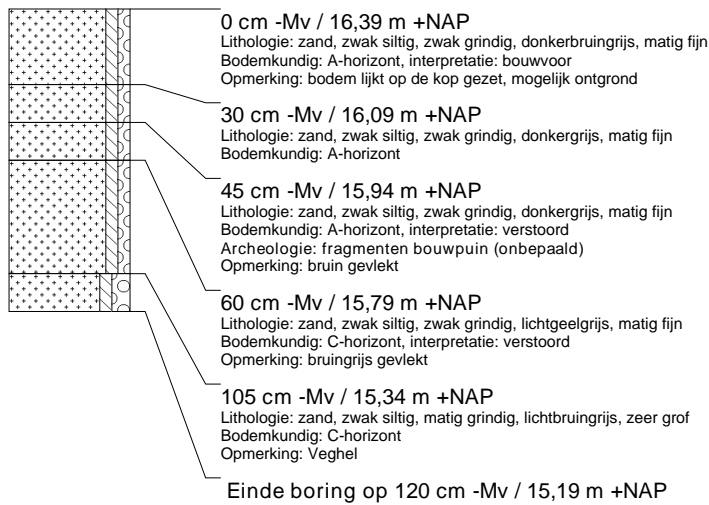 0 cm -Mv / 16,39 m +NAP
Lithologie: zand, zwak siltig, zwak grindig, donkerbruingrijs, matig fijn
Bodemkundig: A-horizont, interpretatie: bouwvoor
Opmerking: bodem lijkt op de kop gezet, mogelijk ontgrond
30 cm -Mv / 16,09 m +NAP
Lithologie: zand, zwak siltig, zwak grindig, donkergrijs, matig fijn
Bodemkundig: A-horizont
45 cm -Mv / 15,94 m +NAP
Lithologie: zand, zwak siltig, zwak grindig, donkergrijs, matig fijn
Bodemkundig: A-horizont, interpretatie: verstoord
Archeologie: fragmenten bouwpuin (onbepaald)
Opmerking: bruin gevlekt
60 cm -Mv / 15,79 m +NAP
Lithologie: zand, zwak siltig, zwak grindig, lichtgeelgrijs, matig fijn
Bodemkundig: C-horizont, interpretatie: verstoord
Opmerking: bruingrijs gevlekt
105 cm -Mv / 15,34 m +NAP
Lithologie: zand, zwak siltig, matig grindig, lichtbruingrijs, zeer grof
Bodemkundig: C-horizont
Opmerking: Veghel
Einde boring op 120 cm -Mv / 15,19 m +NAP